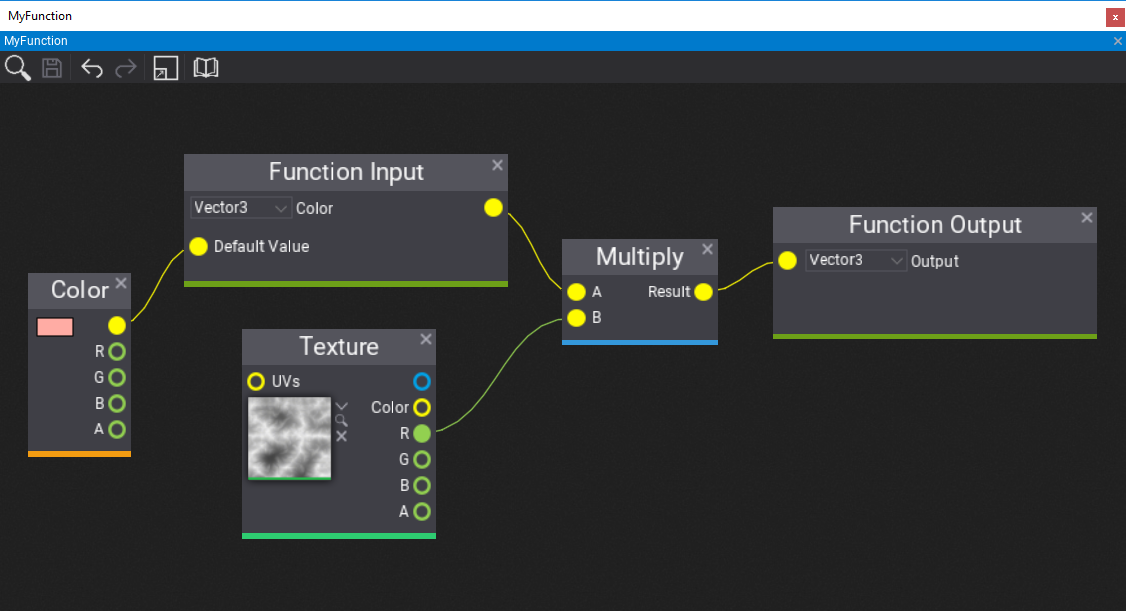 MyFunction
MyFunction
Function Input
Vector3 Color
Default Value
Color
R
G
B
A
Texture
UVs
Color
R
G
B
A
Multiply
A Result
B
Function Output
Vector3 Output